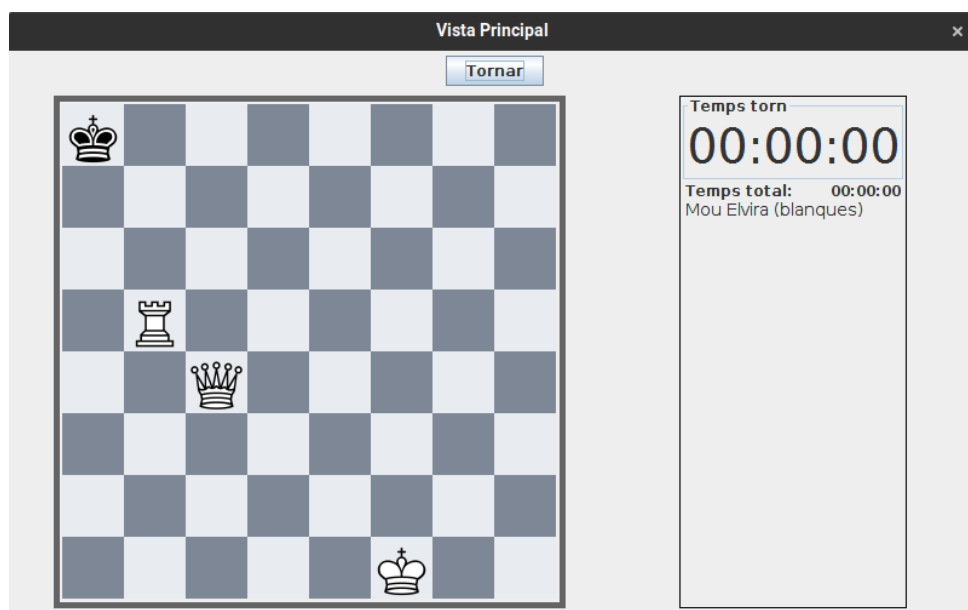 Vista Principal
×
Tornar
Temps torn
00:00:00
Temps total: 00:00:00
Mou Elvira (blanques)